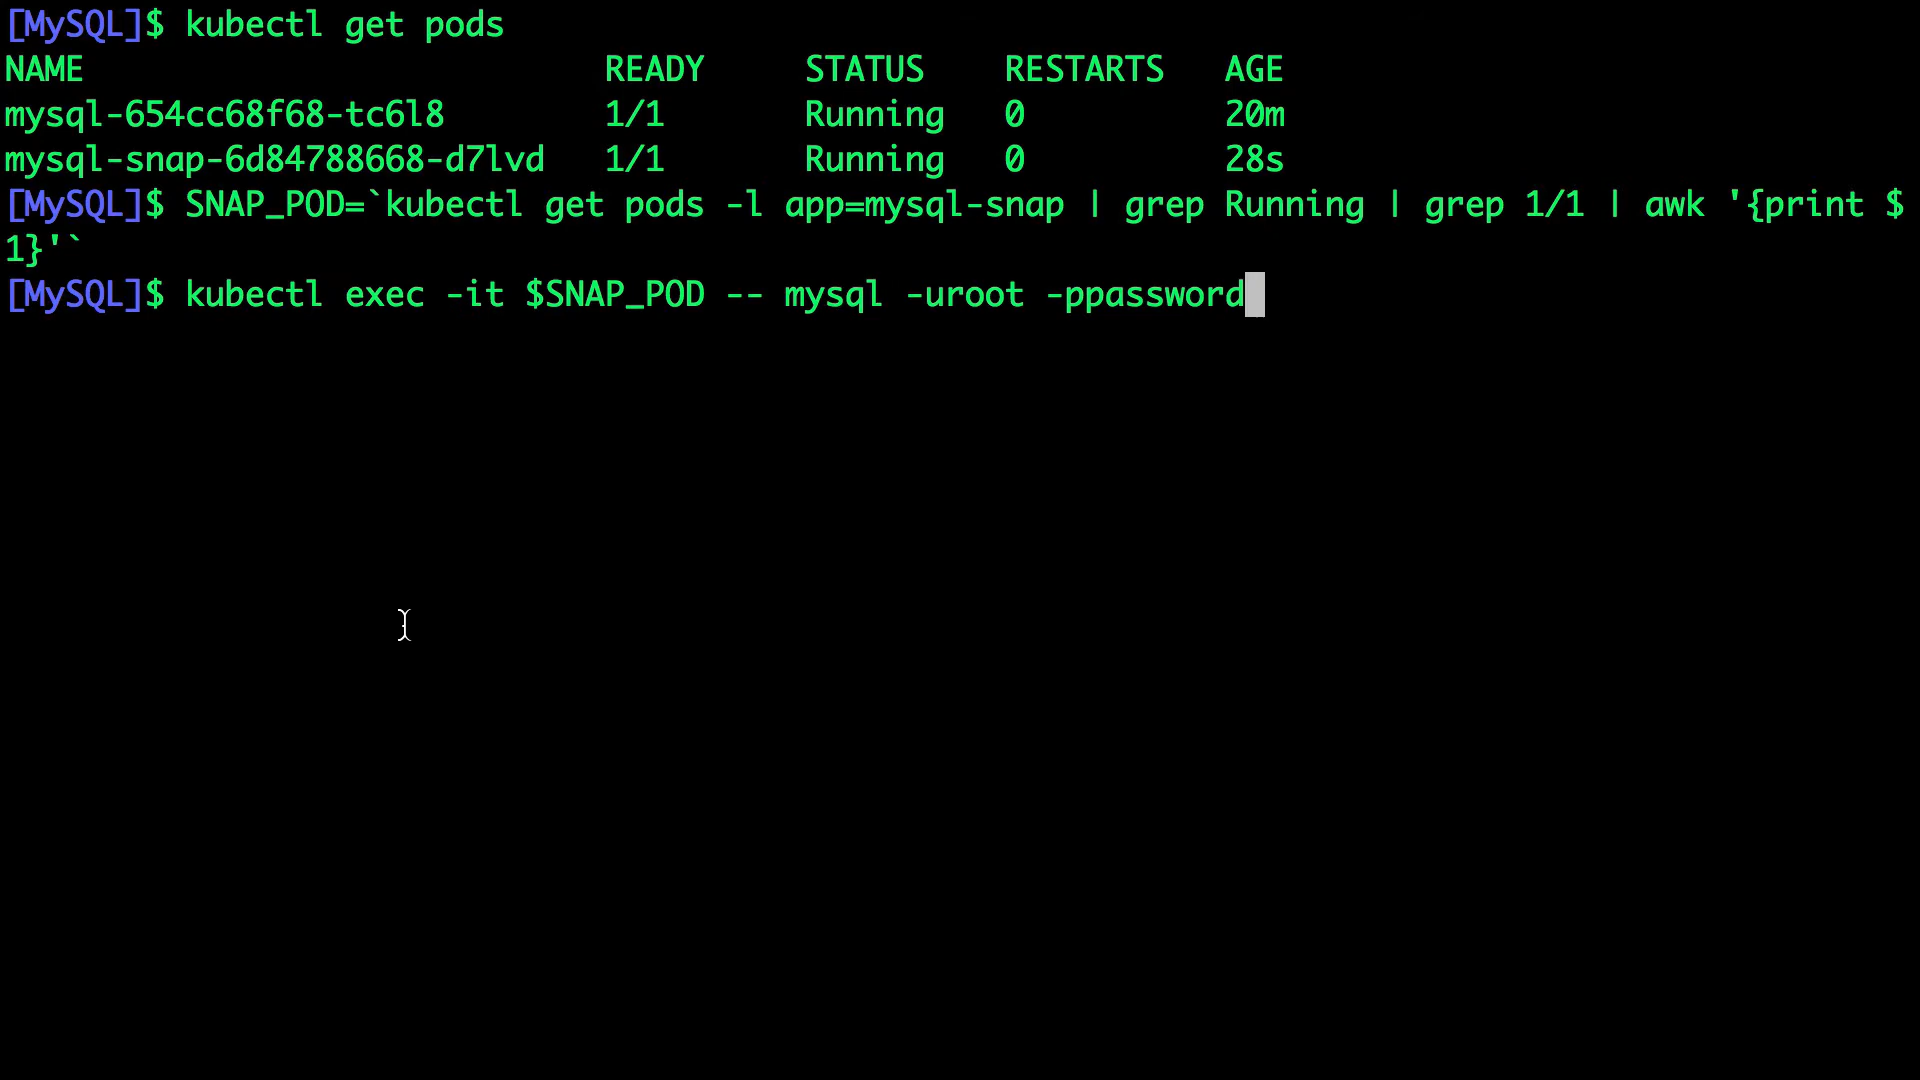 [MySQL]$ kubectl get pods
NAME                          READY     STATUS    RESTARTS   AGE
mysql-654cc68f68-tc6l8        1/1       Running   0          20m
mysql-snap-6d84788668-d7lvd   1/1       Running   0          28s
[MySQL]$ SNAP_POD=`kubectl get pods -l app=mysql-snap | grep Running | grep 1/1 | awk '{print $
1}'`
[MySQL]$ kubectl exec -it $SNAP_POD -- mysql -uroot -ppassword